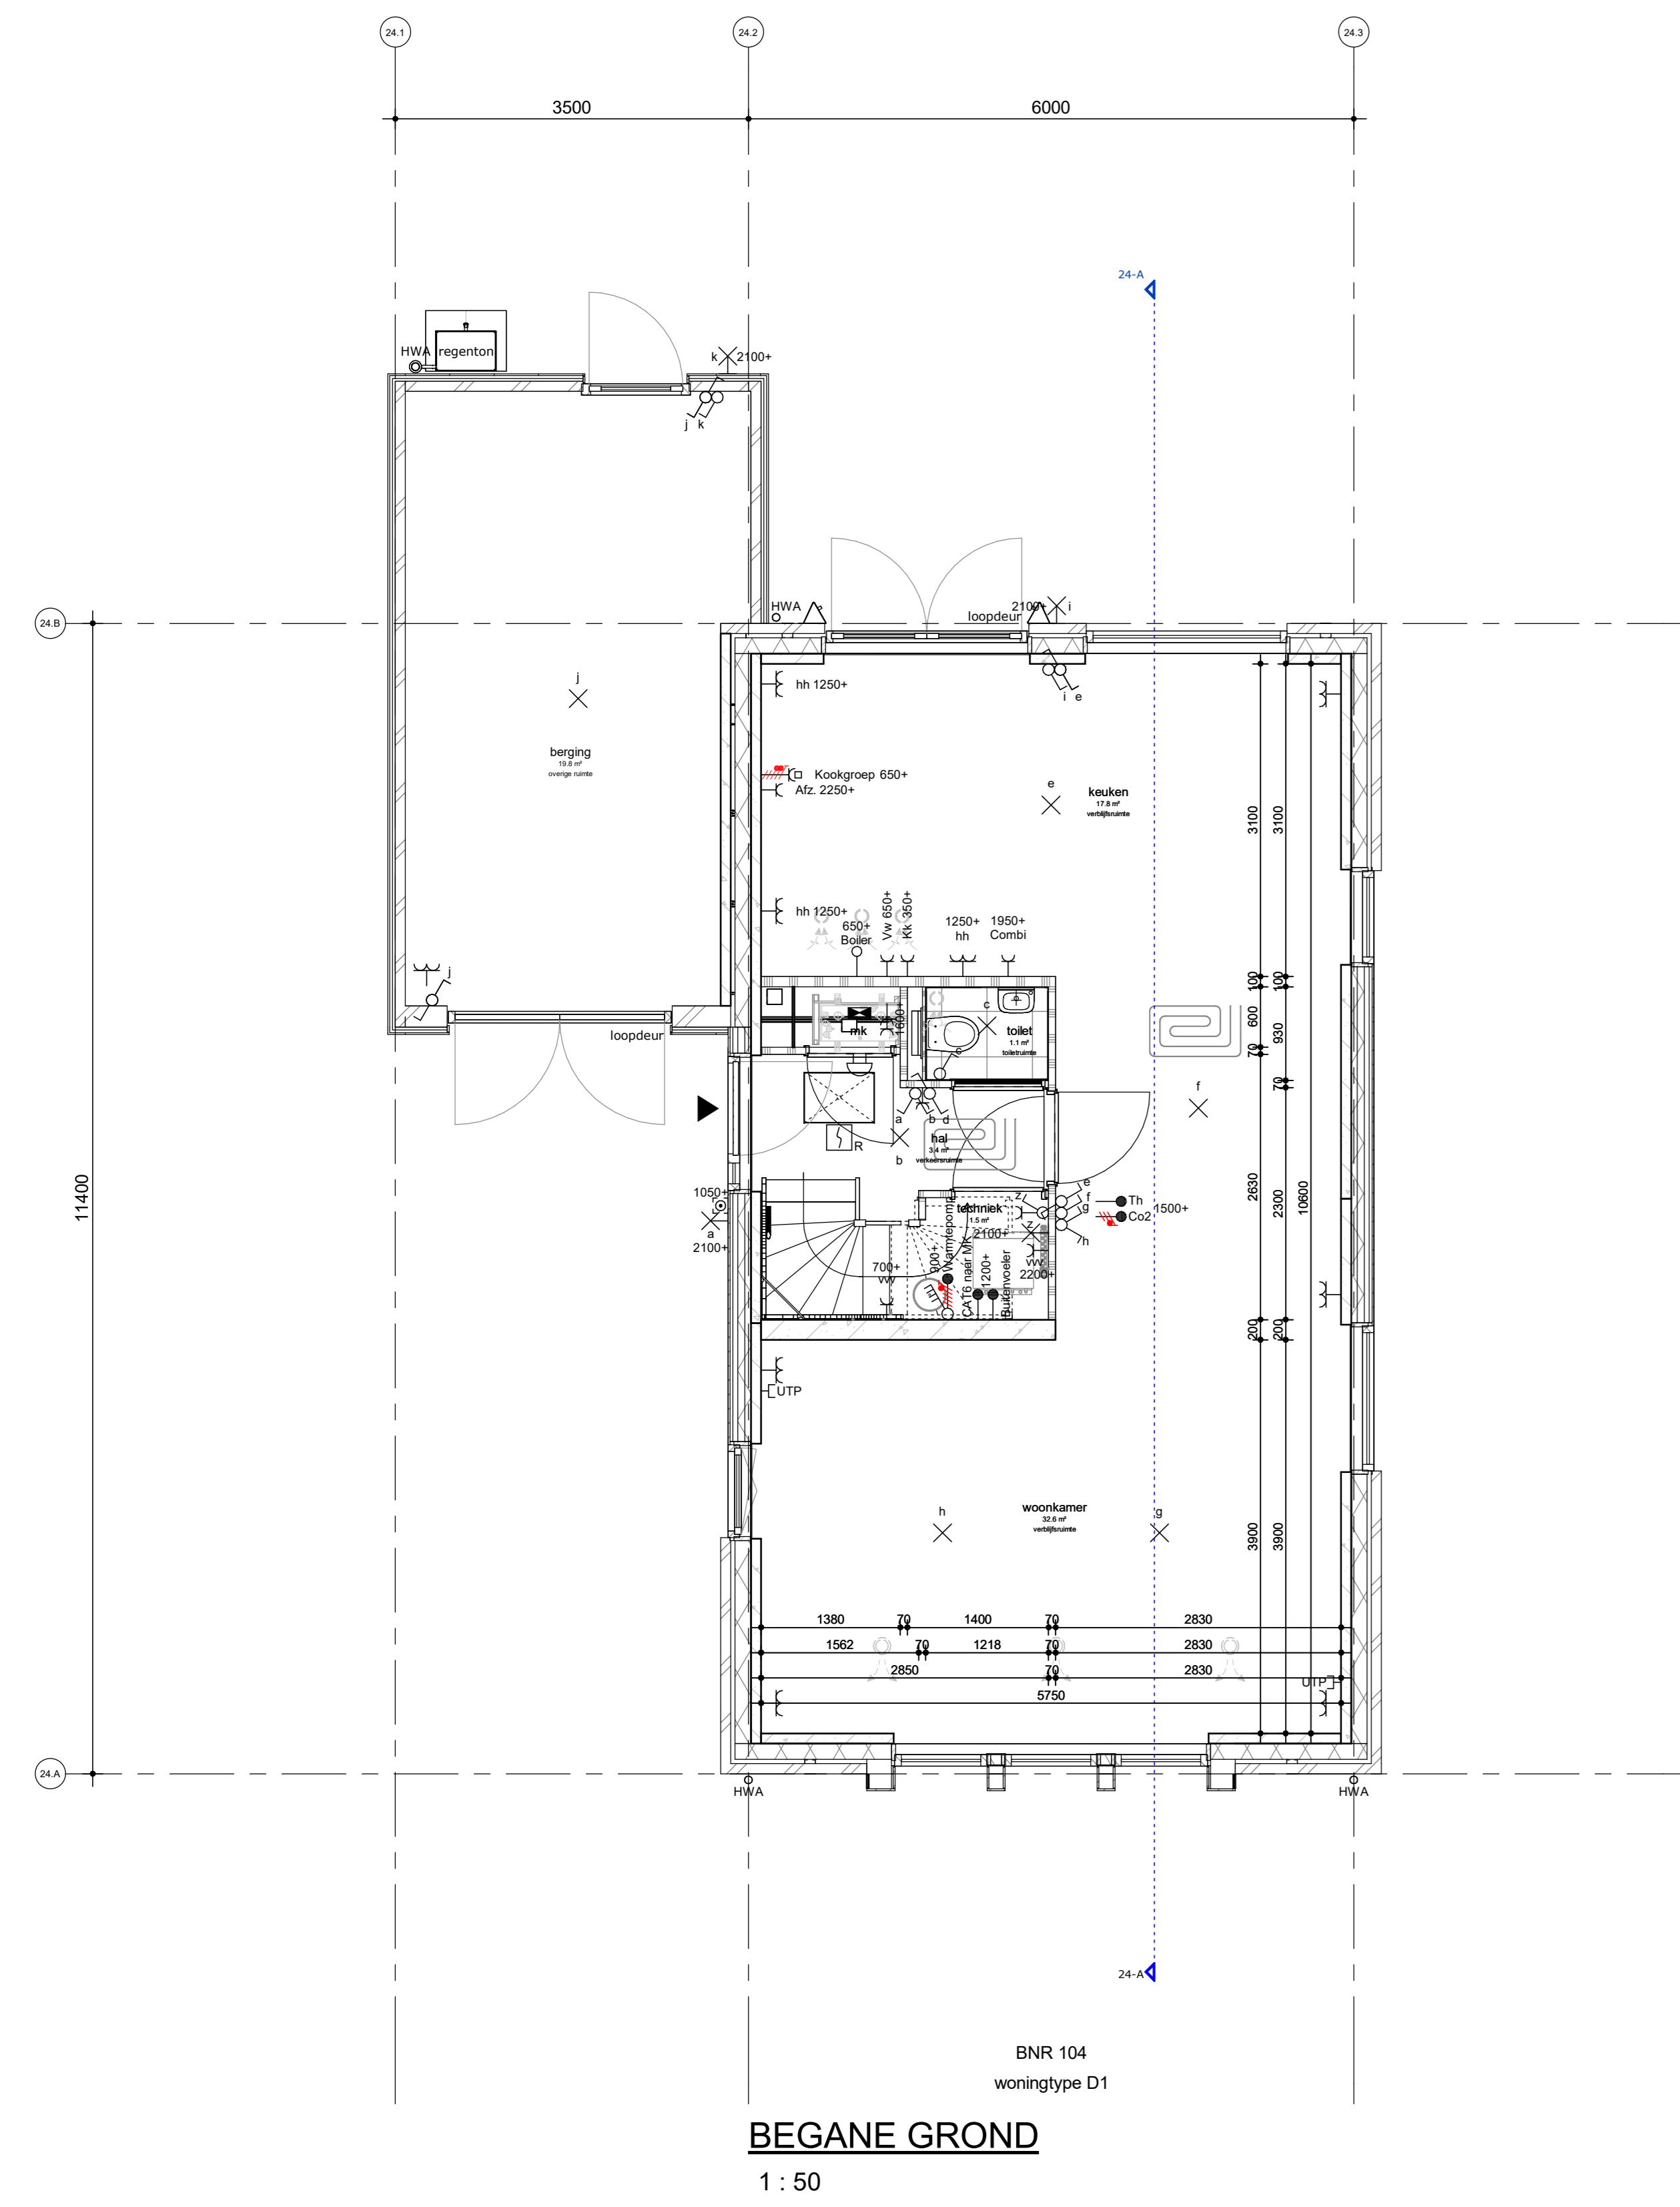 24.1
24.2
24.3
3500
6000
24-A
HWA
regenton
k
2100+
j k
24.B
HWA
loopdeur
2100+
i
hh 1250+
i e
j
berging
19.8 m²
overige ruimte
Kookgroep 650+
Afz. 2250+
e
keuken
17.8 m²
verblijfsruimte
3100
3100
hh 1250+
650+
Boiler
Vw 650+
Kk 350+
1250+
hh
1950+
Combi
j
100
100
600
930
70
70
loopdeur
mk
1600+
c
toilet
1.1 m²
toiletruimte
c
f
a
b
d
hal
3.4 m²
verkeersruimte
R
b
11400
1050+
a
2100+
techniek
1.5 m²
z
z
2100+
e
f
g
h
Th
Co2
1500+
2630
2300
10600
700+
vvv
900+
Warmtepomp
CAT6 naar MK
1200+
Buitenvoeler
vvv
2200+
200
200
UTP
h
woonkamer
32.6 m²
verblijfsruimte
g
3900
3900
1380
70
1400
70
2830
1562
70
1218
70
2830
2850
70
2830
5750
UTP
24.A
HWA
HWA
24-A
BNR 104
woningtype D1
BEGANE GROND
1 : 50